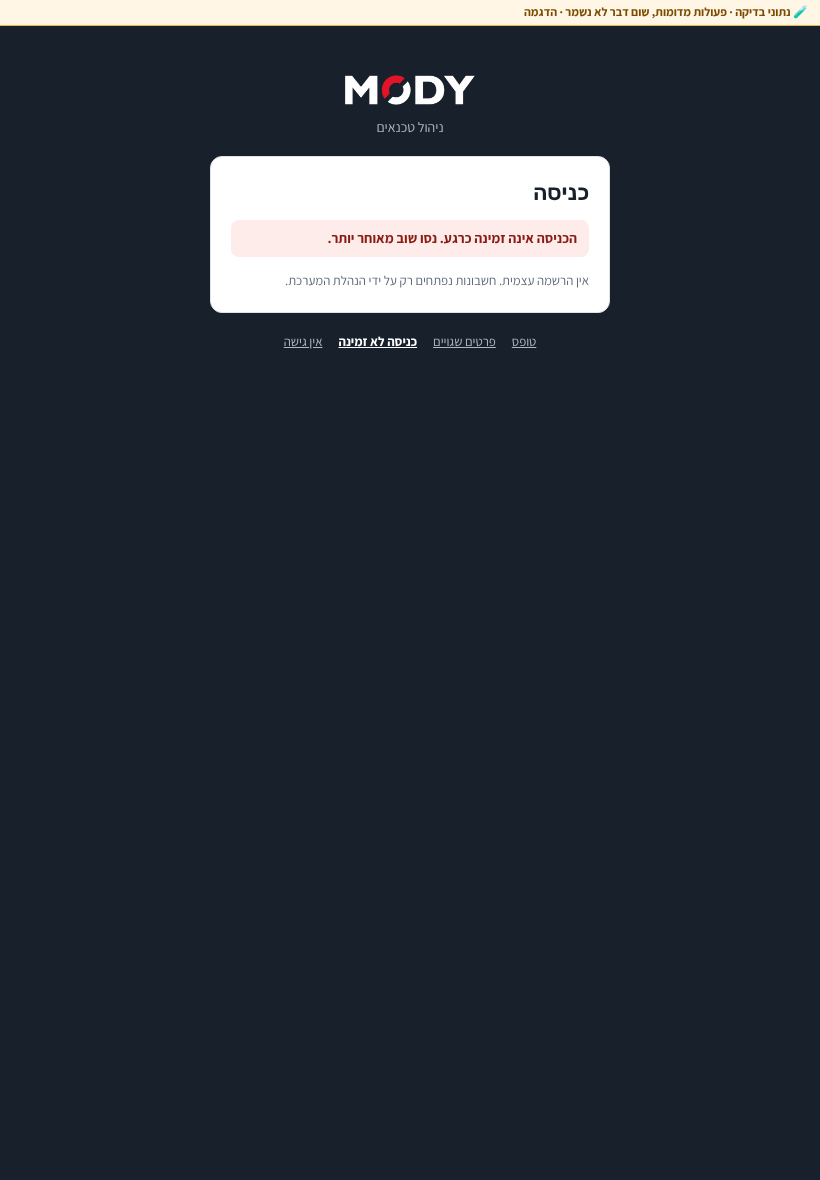 🧪 נתוני בדיקה · פעולות מדומות, שום דבר לא נשמר · הדגמה
MODY
ניהול טכנאים
כניסה
הכניסה אינה זמינה כרגע. נסו שוב מאוחר יותר.
אין הרשמה עצמית. חשבונות נפתחים רק על ידי הנהלת המערכת.
טופס פרטים שגויים כניסה לא זמינה אין גישה